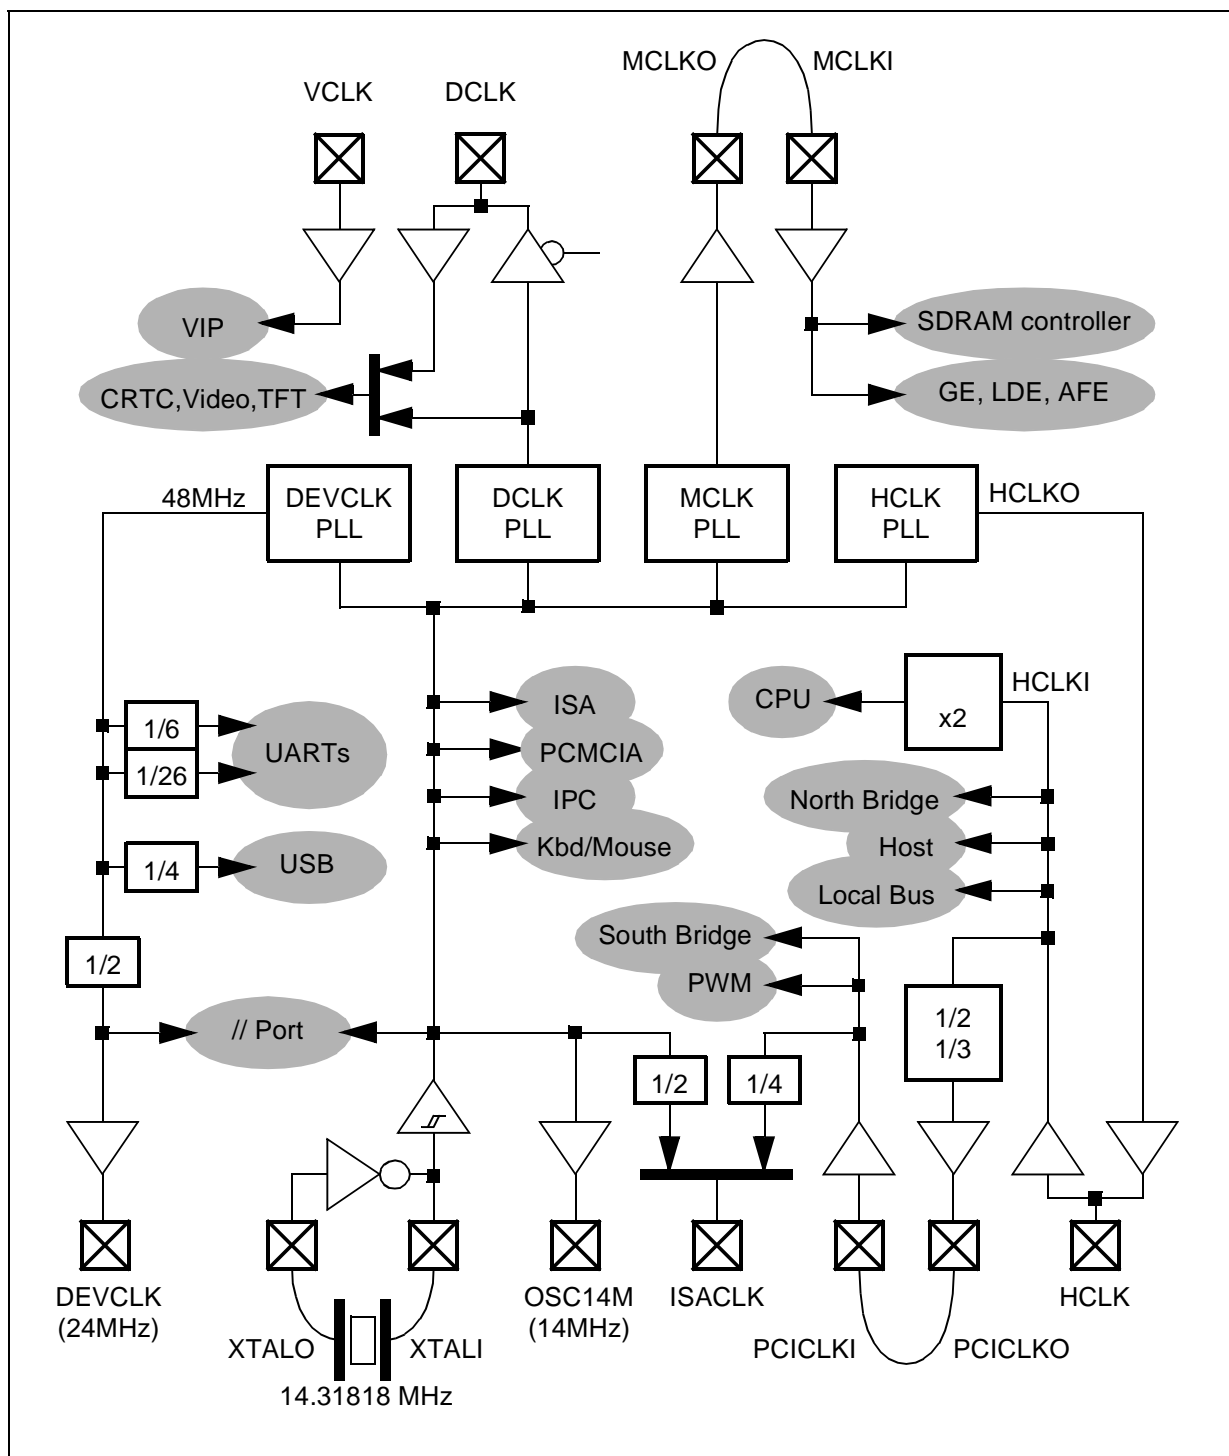 MCLKO
MCLKI
VCLK
DCLK
VIP
SDRAM controller
CRTC,Video,TFT
GE, LDE, AFE
48MHz
DEVCLK
PLL
DCLK
PLL
MCLK
PLL
HCLK
PLL
HCLKO
ISA
CPU
x2
HCLKI
1/6
UARTs
PCMCIA
1/26
IPC
North Bridge
Kbd/Mouse
Host
1/4
USB
Local Bus
1/2
South Bridge
PWM
// Port
1/2
1/3
1/2
1/4
DEVCLK
(24MHz)
OSC14M
(14MHz)
ISACLK
HCLK
XTALO
XTALI
PCICLKI
PCICLKO
14.31818 MHz